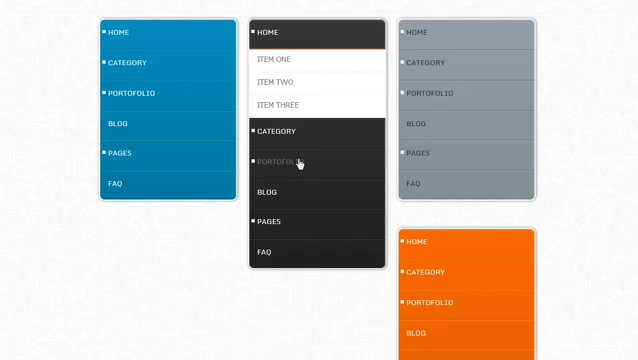 HOME
CATEGORY
PORTOFOLIO
BLOG
PAGES
FAQ
HOME
ITEM ONE
ITEM TWO
ITEM THREE
CATEGORY
PORTOFOLIO
BLOG
PAGES
FAQ
HOME
CATEGORY
PORTOFOLIO
BLOG
PAGES
FAQ
HOME
CATEGORY
PORTOFOLIO
BLOG